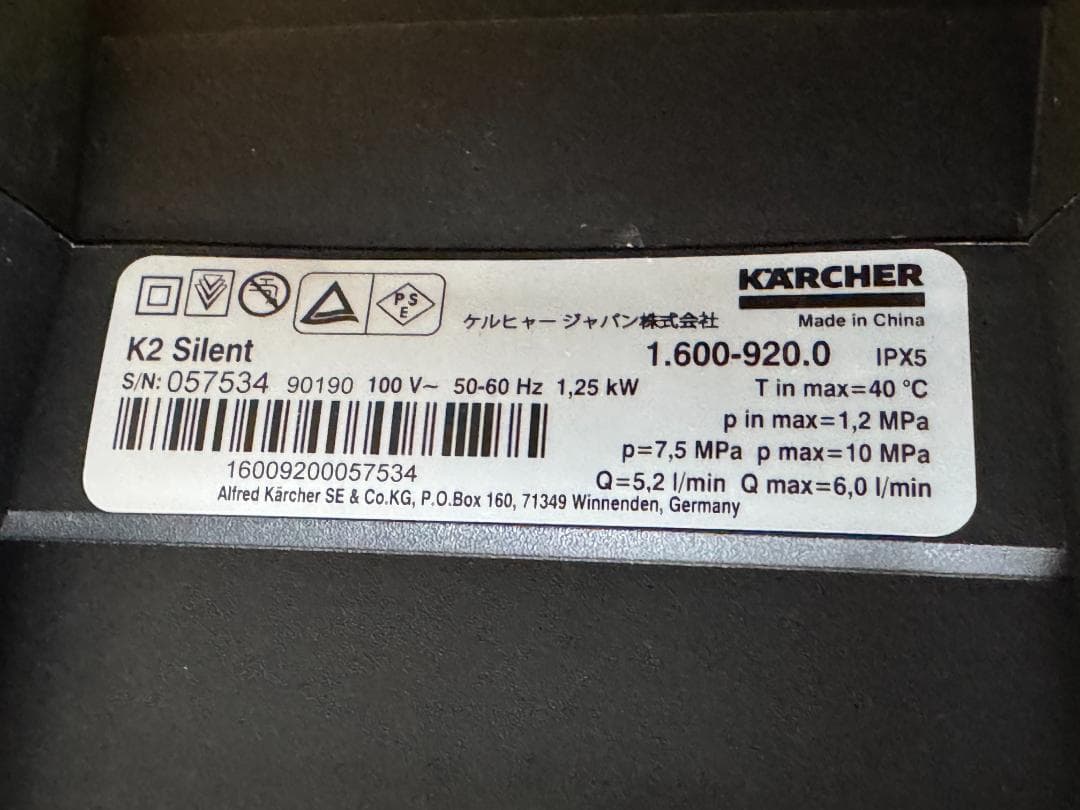 PS
E
ケルヒャー ジャパン株式会社
KÄRCHER
Made in China
K2 Silent
1.600-920.0 IPX5
S/N: 057534 90190 100 V~ 50-60 Hz 1,25 kW
T in max=40 °C
p in max=1,2 MPa
p=7,5 MPa p max=10 MPa
16009200057534
Q=5,2 l/min Q max=6,0 l/min
Alfred Kärcher SE & Co.KG, P.O.Box 160, 71349 Winnenden, Germany